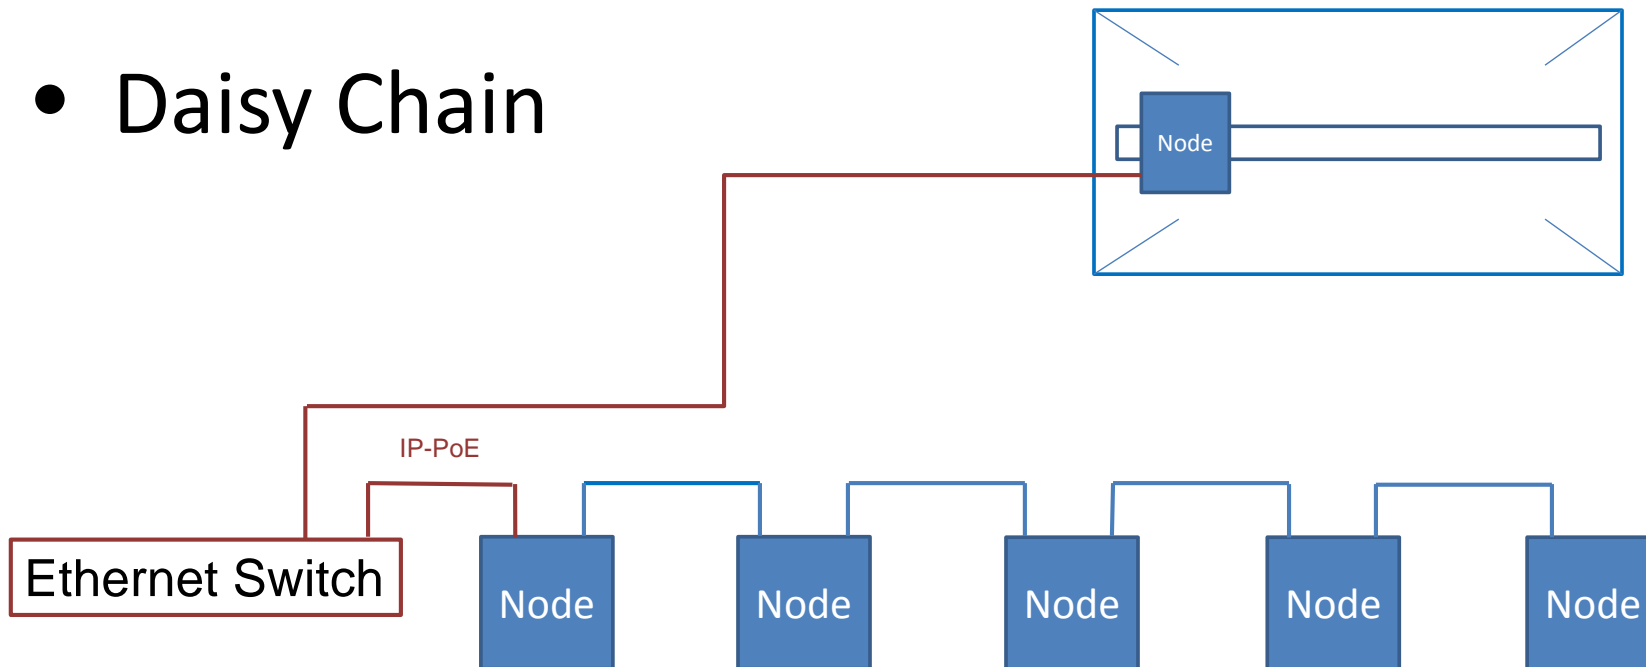 • Daisy Chain
Node
IP-PoE
Ethernet Switch
Node
Node
Node
Node
Node